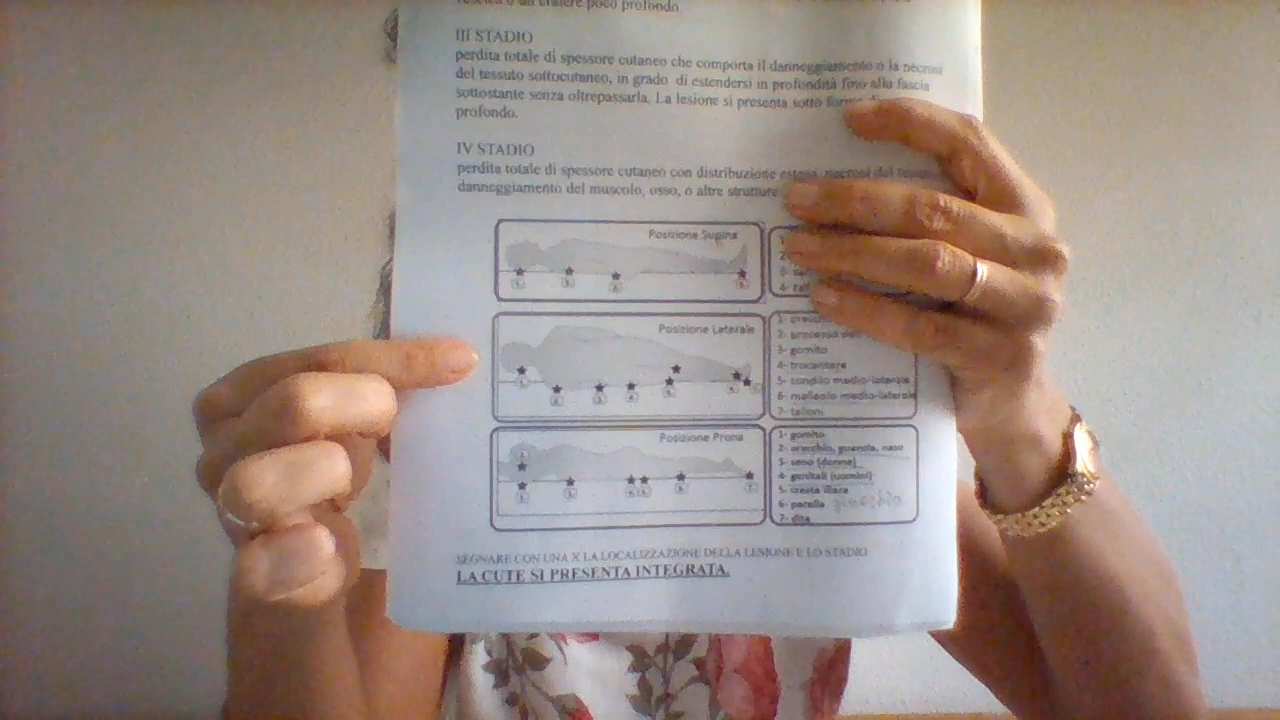 un cratere poco profondo
III STADIO
perdita totale di spessore cutaneo che comporta il danneggiamento o la necrosi
del tessuto sottocutaneo, in grado di estendersi in profondità fino alla fascia
sottostante senza oltrepassarla. La lesione si presenta sotto
profondo.
IV STADIO
perdita totale di spessore cutaneo con distribuzione estesa, necrosi del
danneggiamento del muscolo, osso, o altre strutture
Posizione Supina
Posizione Laterale
3- gomito
4- trocantere
5- condilo medio-laterale
6- malleolo medio-laterale
7- talloni
Posizione Prona
1- gomito
2- orecchio, guancia, naso
3- seno (donne)
4- genitali (uomini)
5- cresta iliaca
6- patella ginocchio
7- dita
SEGNARE CON UNA X LA LOCALIZZAZIONE DELLA LESIONE E LO STADIO
LA CUTE SI PRESENTA INTEGRATA.